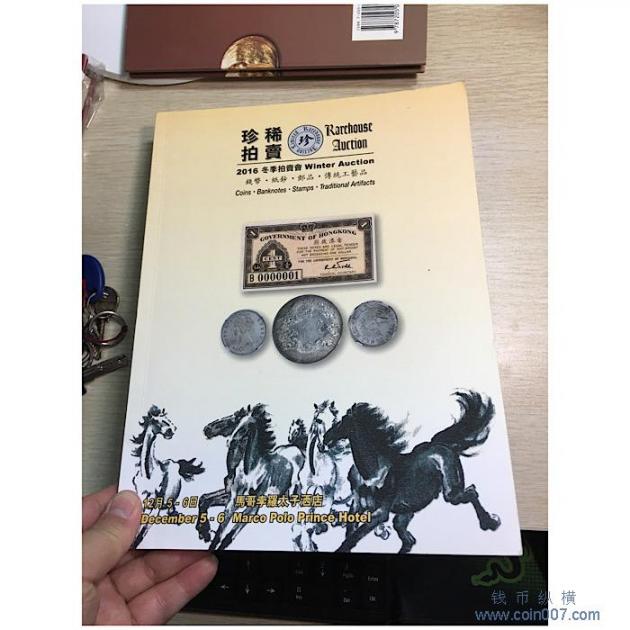 珍稀
拍賣
珍
Rarehouse
Auction
2016 冬季拍賣會 Winter Auction
錢幣・紙鈔・郵品・傳統工藝品
Coins・Banknotes・Stamps・Traditional Artifacts
GOVERNMENT OF HONGKONG
B 0000001
12月 5 - 6日
馬哥孛羅太子酒店
December 5 - 6 Marco Polo Prince Hotel
钱币纵横
www.coin007.com